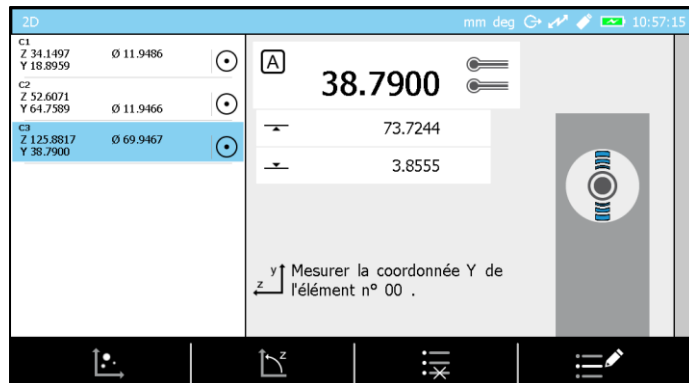 2D mm deg 10:57:15
C1
Z 34.1497 Ø 11.9486
Y 18.8959
C2
Z 52.6071
Y 64.7589 Ø 11.9466
C3
Z 125.8817 Ø 69.9467
Y 38.7900
A
38.7900
73.7244
3.8555
y
z
Mesurer la coordonnée Y de
l'élément n° 00 .
z